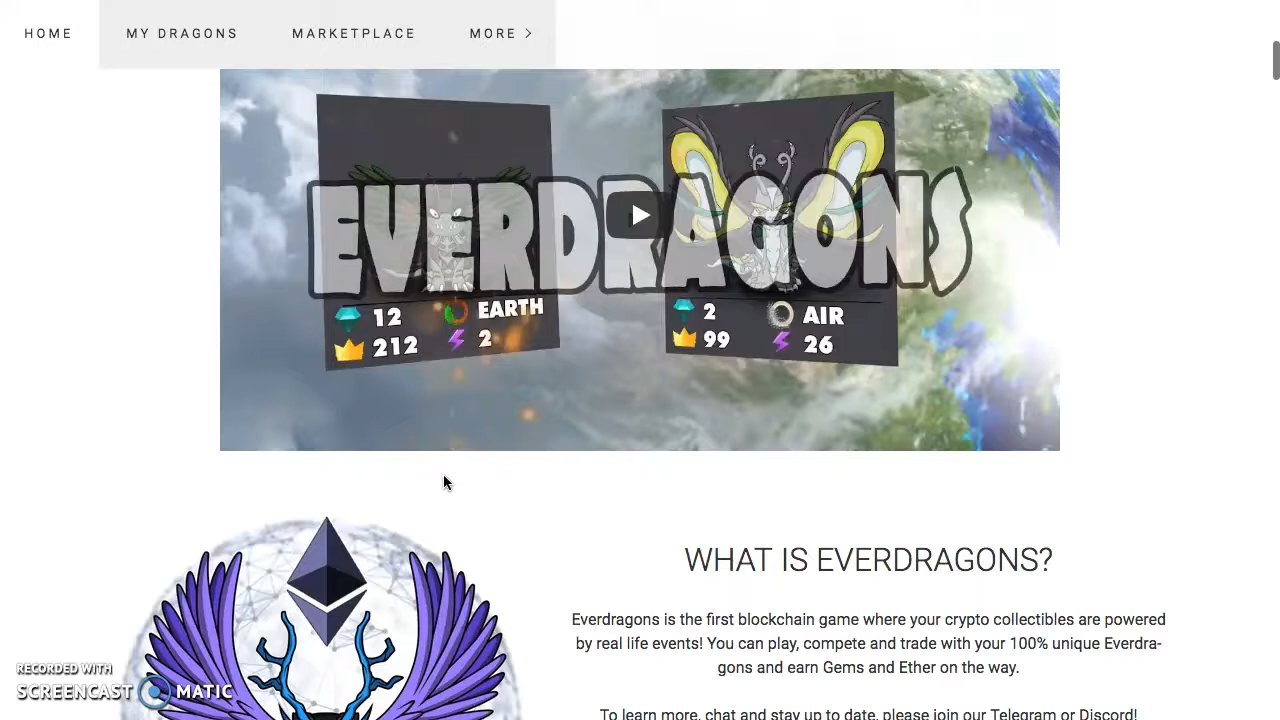 HOME
MY DRAGONS
MARKETPLACE
MORE >
EVERDRAGONS
12
EARTH
212
2
2
AIR
99
26
WHAT IS EVERDRAGONS?
Everdragons is the first blockchain game where your crypto collectibles are powered
by real life events! You can play, compete and trade with your 100% unique Everdra-
gons and earn Gems and Ether on the way.
To learn more, chat and stay up to date, please join our Telegram or Discord!
RECORDED WITH
SCREENCAST MATIC